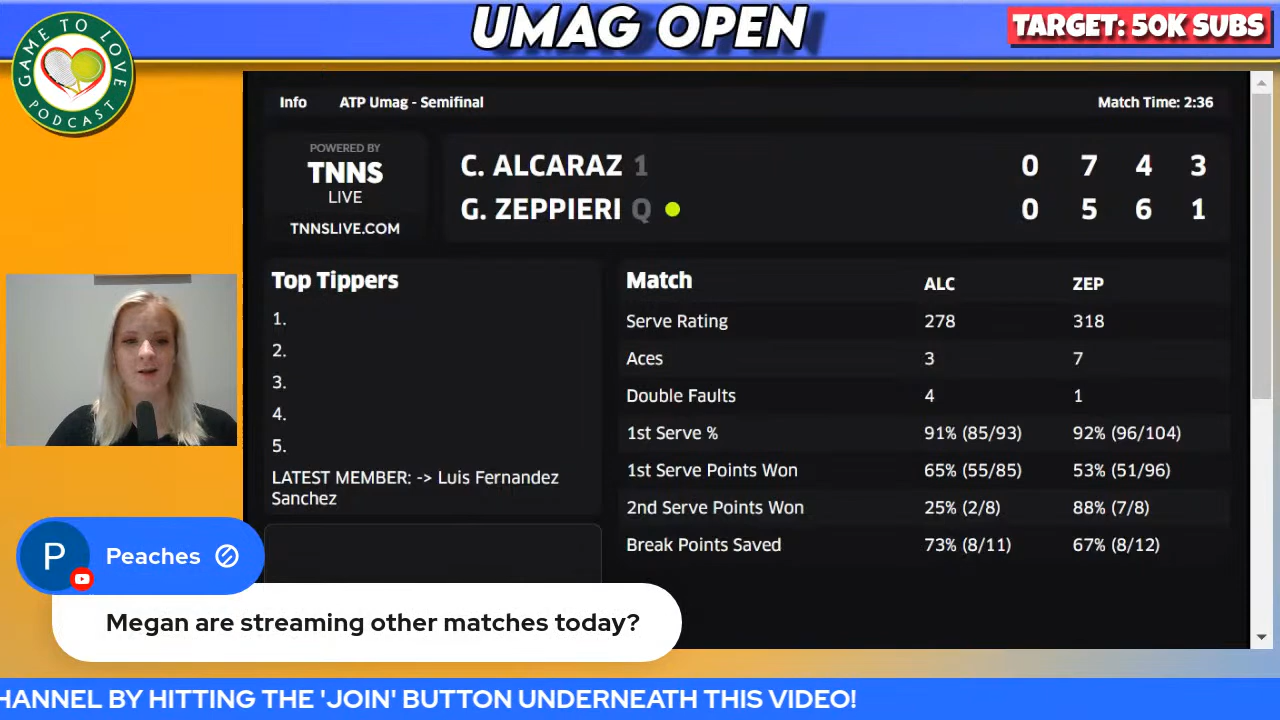 UMAG OPEN
TARGET: 50K SUBS
GAME TO LOVE
PODCAST
Info
ATP Umag - Semifinal
Match Time: 2:36
POWERED BY
TNNS
LIVE
TNNSLIVE.COM
C. ALCARAZ 1 0 7 4 3
G. ZEPPIERI Q 0 5 6 1
Top Tippers
1.
2.
3.
4.
5.
LATEST MEMBER: -> Luis Fernandez
Sanchez
Match ALC ZEP
Serve Rating 278 318
Aces 3 7
Double Faults 4 1
1st Serve % 91% (85/93) 92% (96/104)
1st Serve Points Won 65% (55/85) 53% (51/96)
2nd Serve Points Won 25% (2/8) 88% (7/8)
Break Points Saved 73% (8/11) 67% (8/12)
P
Peaches
Megan are streaming other matches today?
HANNEL BY HITTING THE 'JOIN' BUTTON UNDERNEATH THIS VIDEO!